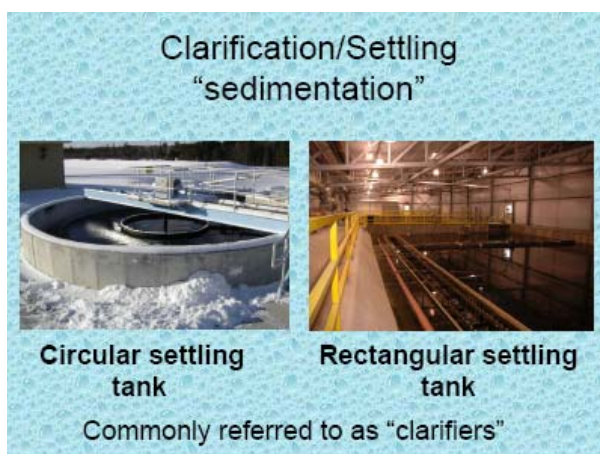 Clarification/Settling
“sedimentation”
Circular settling
tank
Rectangular settling
tank
Commonly referred to as “clarifiers”